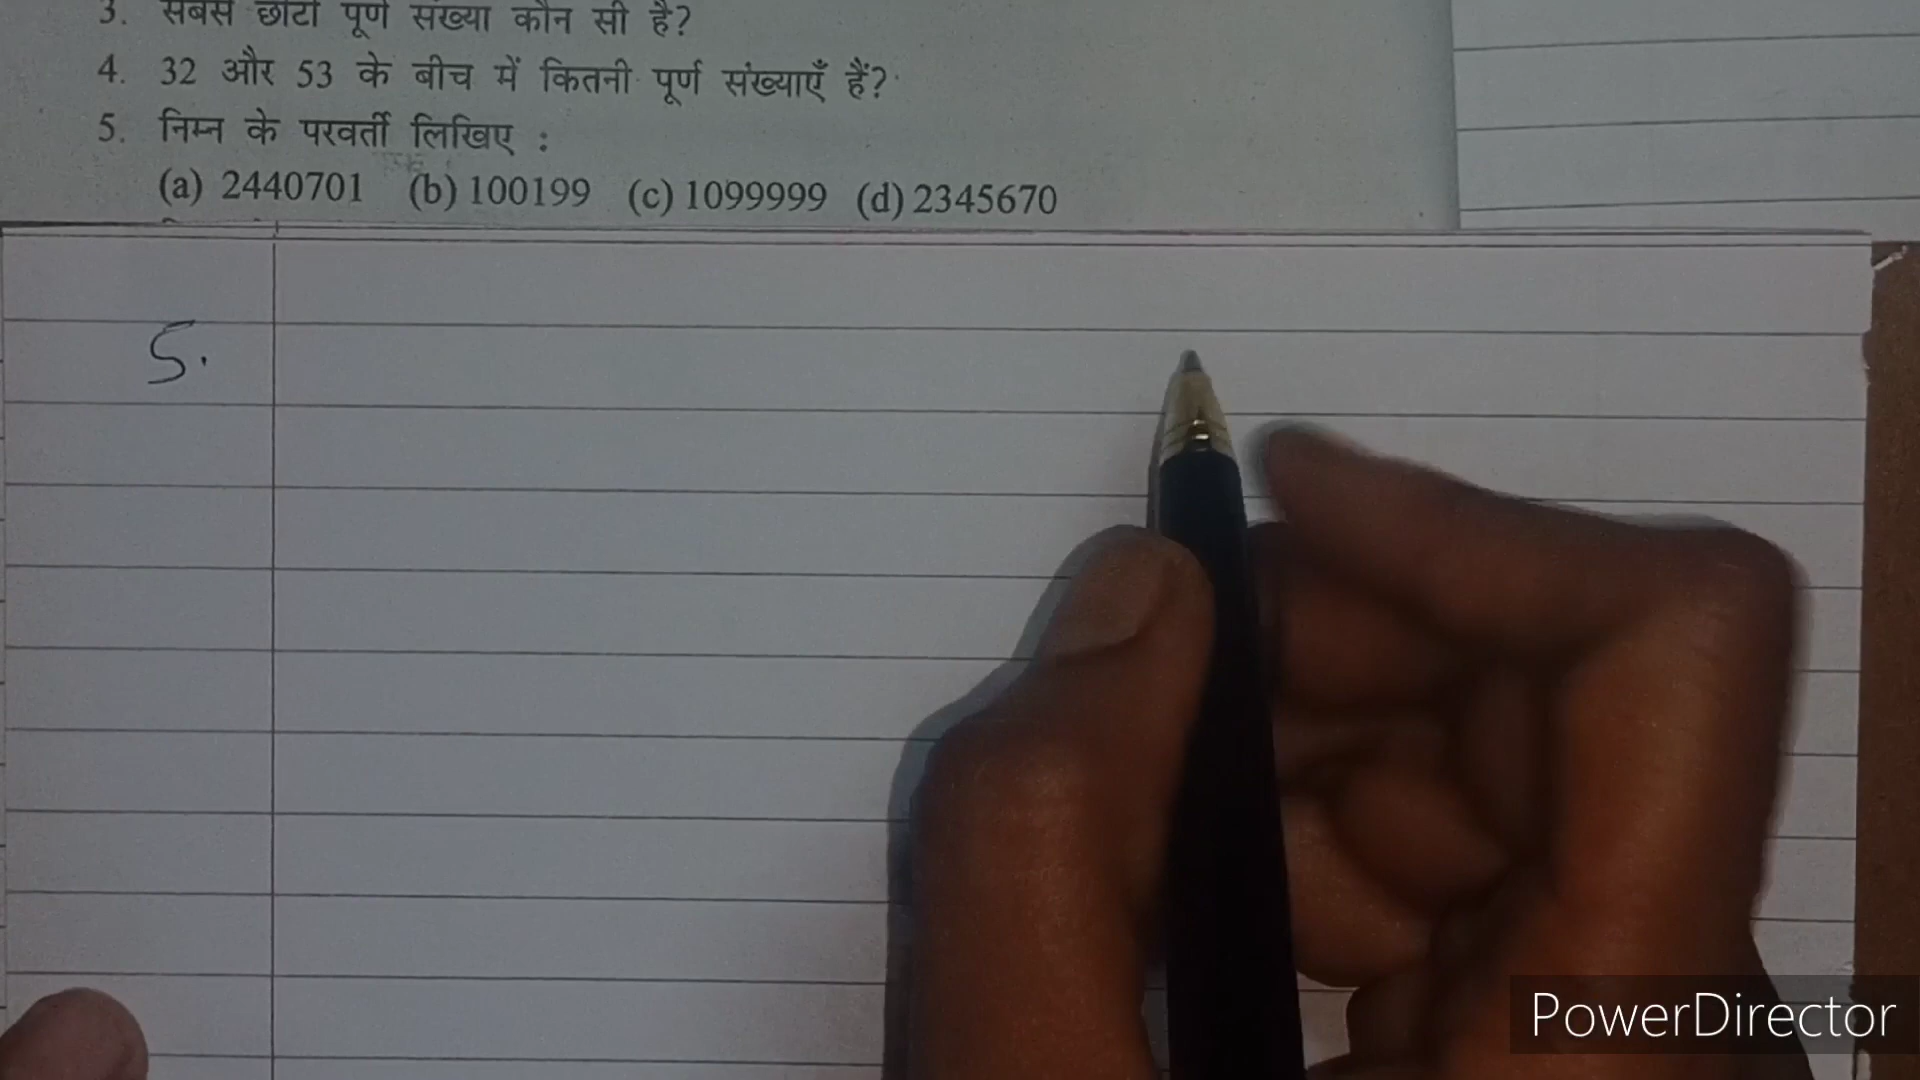 3. सबसे छोटी पूर्ण संख्या कौन सी है?
4. 32 और 53 के बीच में कितनी पूर्ण संख्याएँ हैं?
5. निम्न के परवर्ती लिखिए :
(a) 2440701 (b) 100199 (c) 1099999 (d) 2345670
5.
PowerDirector